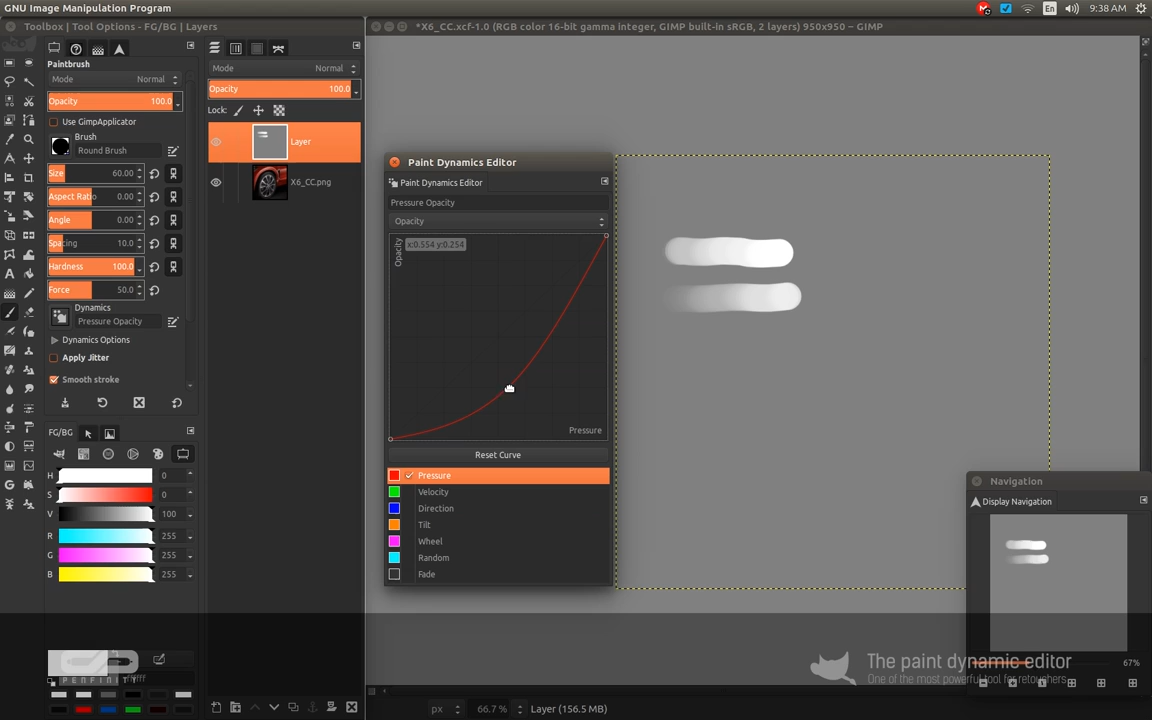 GNU Image Manipulation Program
En
9:38 AM
Toolbox | Tool Options - FG/BG | Layers
*X6_CC.xcf-1.0 (RGB color 16-bit gamma integer, GIMP built-in sRGB, 2 layers) 950x950 – GIMP
Paintbrush
Mode
Normal
Opacity
100.0
Use GimpApplicator
Brush
Round Brush
Size
60.00
Aspect Ratio
0.00
Angle
0.00
Spacing
10.0
Hardness
100.0
Force
50.0
Dynamics
Pressure Opacity
Dynamics Options
Apply Jitter
Smooth stroke
FG/BG
H
0
S
0
V
100
R
255
G
255
B
255
Mode
Normal
Opacity
100.0
Lock:
Layer
X6_CC.png
Paint Dynamics Editor
Paint Dynamics Editor
Pressure Opacity
Opacity
Opacity
x:0.554 y:0.254
Pressure
Reset Curve
Pressure
Velocity
Direction
Tilt
Wheel
Random
Fade
Navigation
Display Navigation
67%
The paint dynamic editor
One of the most powerful tool for retouchers
px
66.7 %
Layer (156.5 MB)